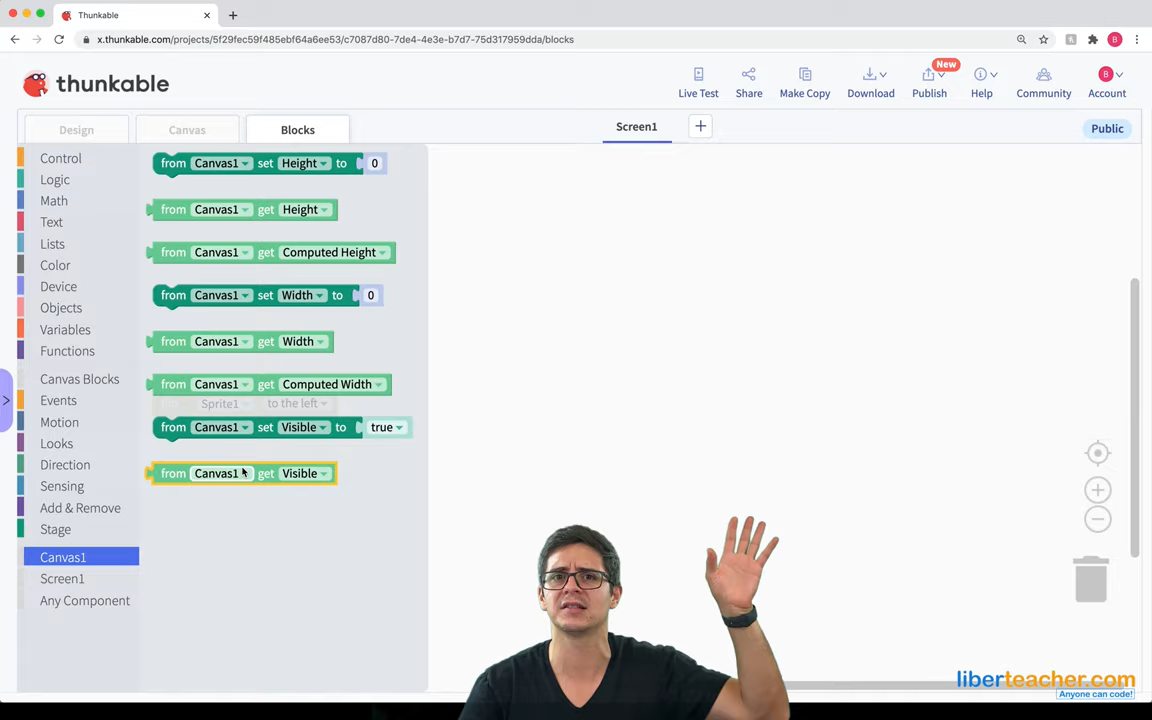 Thunkable
x.thunkable.com/projects/5f29fec59f485ebf64a6ee53/c7087d80-7de4-4e3e-b7d7-75d317959dda/blocks
B
thunkable
Live Test
Share
Make Copy
Download
New
Publish
Help
Community
B
Account
Design
Canvas
Blocks
Screen1
Public
Control
Logic
Math
Text
Lists
Color
Device
Objects
Variables
Functions
Canvas Blocks
Events
Motion
Looks
Direction
Sensing
Add & Remove
Stage
Canvas1
Screen1
Any Component
from Canvas1 set Height to 0
from Canvas1 get Height
from Canvas1 get Computed Height
from Canvas1 set Width to 0
from Canvas1 get Width
from Canvas1 get Computed Width
Sprite1 to the left
from Canvas1 set Visible to true
from Canvas1 get Visible
liberteacher.com
Anyone can code!